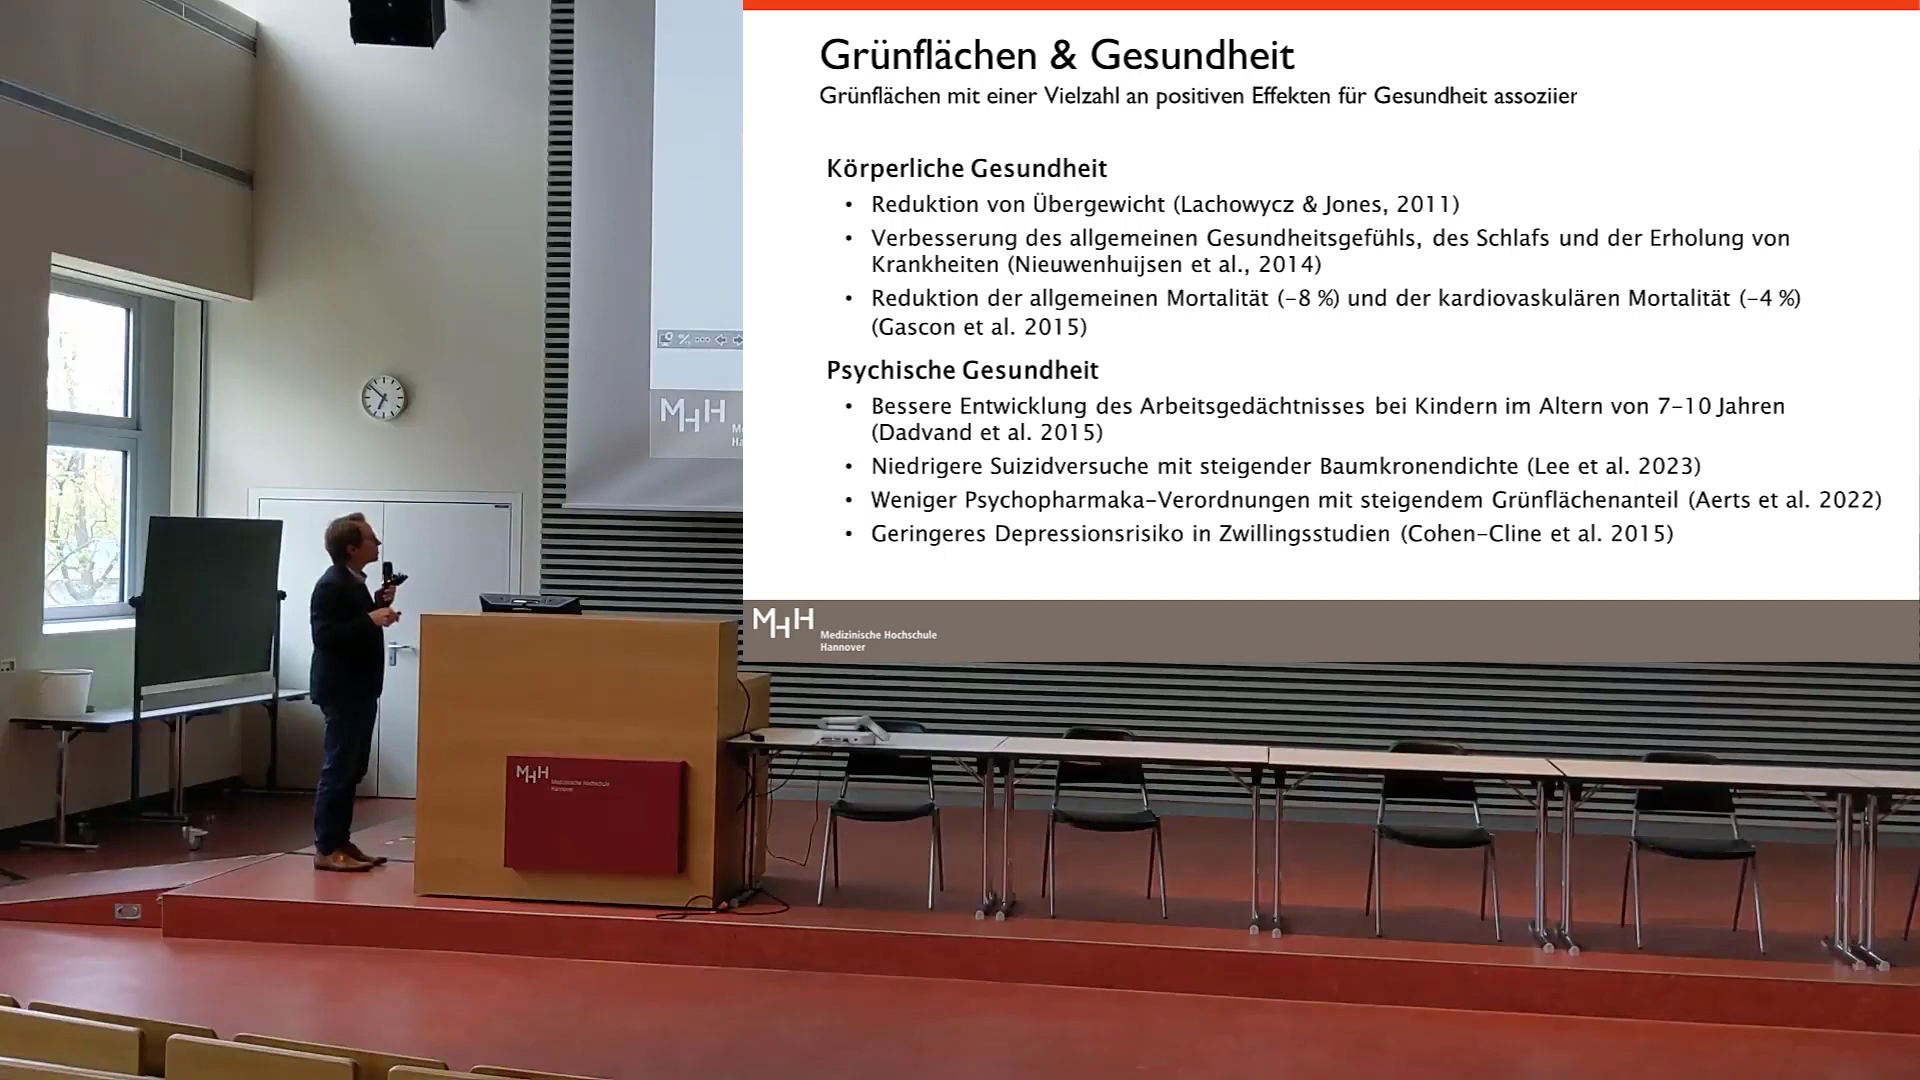 Grünflächen & Gesundheit
Grünflächen mit einer Vielzahl an positiven Effekten für Gesundheit assoziier
Körperliche Gesundheit
• Reduktion von Übergewicht (Lachowycz & Jones, 2011)
• Verbesserung des allgemeinen Gesundheitsgefühls, des Schlafs und der Erholung von
Krankheiten (Nieuwenhuijsen et al., 2014)
• Reduktion der allgemeinen Mortalität (-8 %) und der kardiovaskulären Mortalität (-4 %)
(Gascon et al. 2015)
Psychische Gesundheit
• Bessere Entwicklung des Arbeitsgedächtnisses bei Kindern im Altern von 7-10 Jahren
(Dadvand et al. 2015)
• Niedrigere Suizidversuche mit steigender Baumkronendichte (Lee et al. 2023)
• Weniger Psychopharmaka-Verordnungen mit steigendem Grünflächenanteil (Aerts et al. 2022)
• Geringeres Depressionsrisiko in Zwillingsstudien (Cohen-Cline et al. 2015)
MHH
Medizinische Hochschule
Hannover
MHH
MHH
Medizinische Hochschule
Hannover